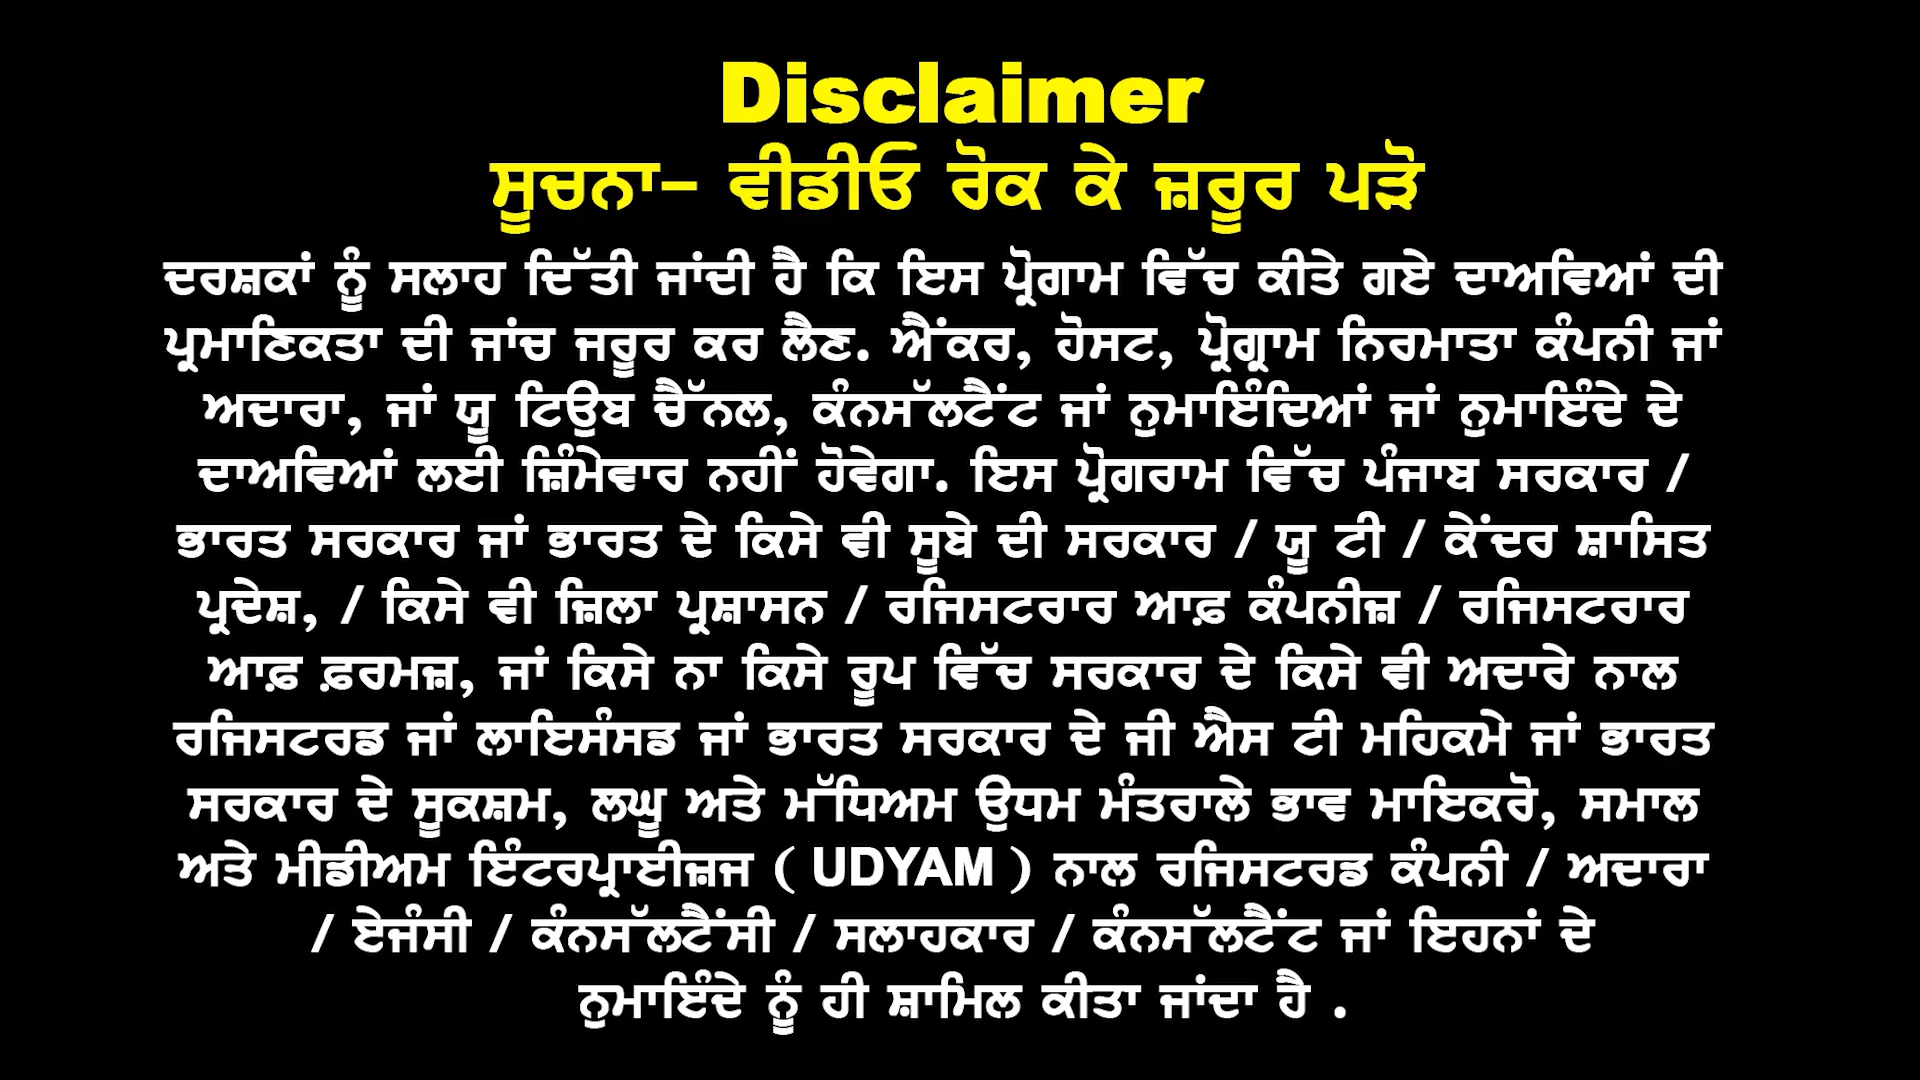 Disclaimer
ਸੂਚਨਾ- ਵੀਡੀਓ ਰੋਕ ਕੇ ਜ਼ਰੂਰ ਪੜੋ
ਦਰਸ਼ਕਾਂ ਨੂੰ ਸਲਾਹ ਦਿੱਤੀ ਜਾਂਦੀ ਹੈ ਕਿ ਇਸ ਪ੍ਰੋਗਾਮ ਵਿੱਚ ਕੀਤੇ ਗਏ ਦਾਅਵਿਆਂ ਦੀ
ਪ੍ਰਮਾਣਿਕਤਾ ਦੀ ਜਾਂਚ ਜਰੂਰ ਕਰ ਲੈਣ. ਐਂਕਰ, ਹੋਸਟ, ਪ੍ਰੋਗ੍ਰਾਮ ਨਿਰਮਾਤਾ ਕੰਪਨੀ ਜਾਂ
ਅਦਾਰਾ, ਜਾਂ ਯੂ ਟਿਉਬ ਚੈੱਨਲ, ਕੰਨਸੱਲਟੈਂਟ ਜਾਂ ਨੁਮਾਇੰਦਿਆਂ ਜਾਂ ਨੁਮਾਇੰਦੇ ਦੇ
ਦਾਅਵਿਆਂ ਲਈ ਜ਼ਿੰਮੇਵਾਰ ਨਹੀਂ ਹੋਵੇਗਾ. ਇਸ ਪ੍ਰੋਗਰਾਮ ਵਿੱਚ ਪੰਜਾਬ ਸਰਕਾਰ /
ਭਾਰਤ ਸਰਕਾਰ ਜਾਂ ਭਾਰਤ ਦੇ ਕਿਸੇ ਵੀ ਸੂਬੇ ਦੀ ਸਰਕਾਰ / ਯੂ ਟੀ / ਕੇਂਦਰ ਸ਼ਾਸਿਤ
ਪ੍ਰਦੇਸ਼, / ਕਿਸੇ ਵੀ ਜ਼ਿਲਾ ਪ੍ਰਸ਼ਾਸਨ / ਰਜਿਸਟਰਾਰ ਆਫ਼ ਕੰਪਨੀਜ਼ / ਰਜਿਸਟਰਾਰ
ਆਫ਼ ਫ਼ਰਮਜ਼, ਜਾਂ ਕਿਸੇ ਨਾ ਕਿਸੇ ਰੂਪ ਵਿੱਚ ਸਰਕਾਰ ਦੇ ਕਿਸੇ ਵੀ ਅਦਾਰੇ ਨਾਲ
ਰਜਿਸਟਰਡ ਜਾਂ ਲਾਇਸੰਸਡ ਜਾਂ ਭਾਰਤ ਸਰਕਾਰ ਦੇ ਜੀ ਐਸ ਟੀ ਮਹਿਕਮੇ ਜਾਂ ਭਾਰਤ
ਸਰਕਾਰ ਦੇ ਸੂਕਸ਼ਮ, ਲਘੂ ਅਤੇ ਮੱਧਿਅਮ ਉਧਮ ਮੰਤਰਾਲੇ ਭਾਵ ਮਾਇਕਰੋ, ਸਮਾਲ
ਅਤੇ ਮੀਡੀਅਮ ਇੰਟਰਪ੍ਰਾਈਜ਼ਜ ( UDYAM ) ਨਾਲ ਰਜਿਸਟਰਡ ਕੰਪਨੀ / ਅਦਾਰਾ
/ ਏਜੰਸੀ / ਕੰਨਸੱਲਟੈਂਸੀ / ਸਲਾਹਕਾਰ / ਕੰਨਸੱਲਟੈਂਟ ਜਾਂ ਇਹਨਾਂ ਦੇ
ਨੁਮਾਇੰਦੇ ਨੂੰ ਹੀ ਸ਼ਾਮਿਲ ਕੀਤਾ ਜਾਂਦਾ ਹੈ .